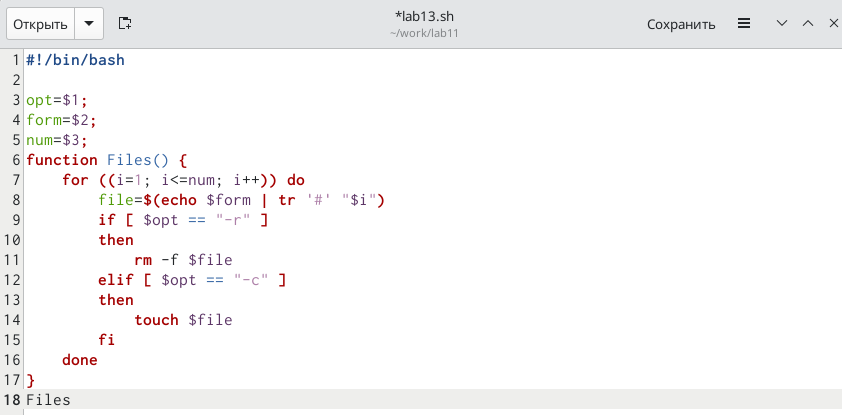 Открыть
*lab13.sh
~/work/lab11
Сохранить
1 #!/bin/bash
2
3 opt=$1;
4 form=$2;
5 num=$3;
6 function Files() {
7     for ((i=1; i<=num; i++)) do
8         file=$(echo $form | tr '#' "$i")
9         if [ $opt == "-r" ]
10         then
11             rm -f $file
12         elif [ $opt == "-c" ]
13         then
14             touch $file
15         fi
16     done
17 }
18 Files